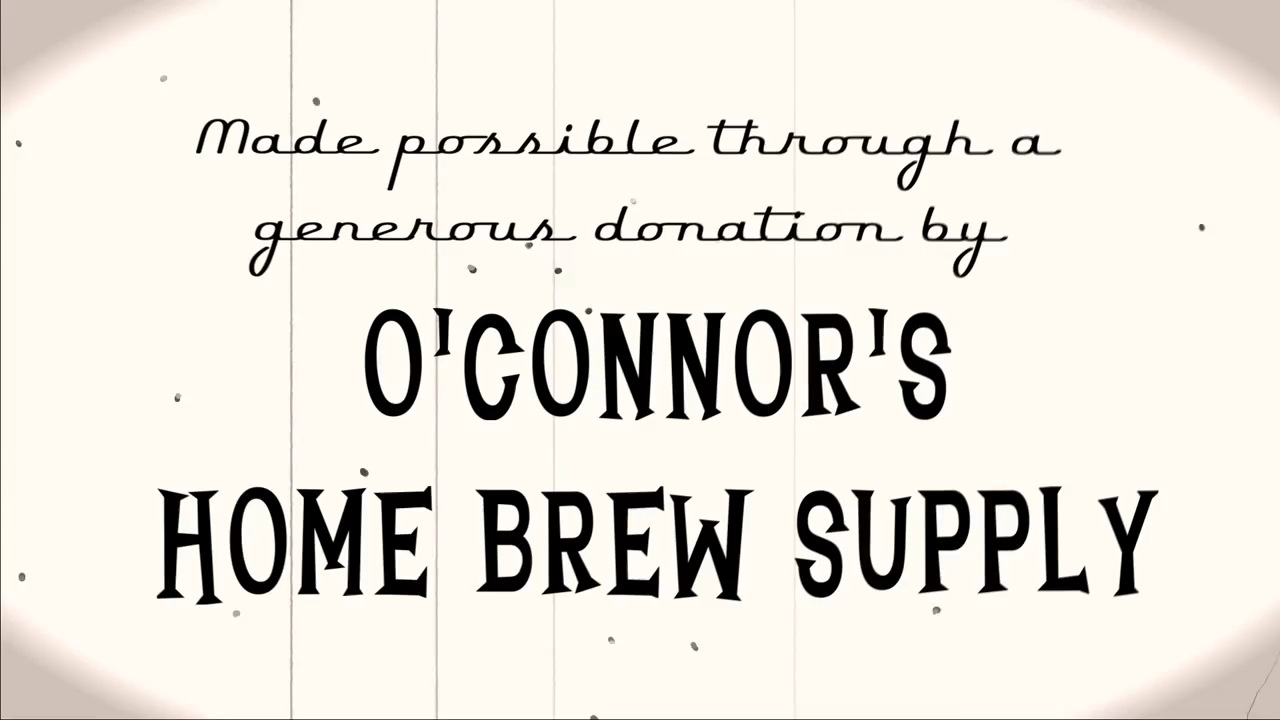 Made possible through a
generous donation by
O'CONNOR'S
HOME BREW SUPPLY